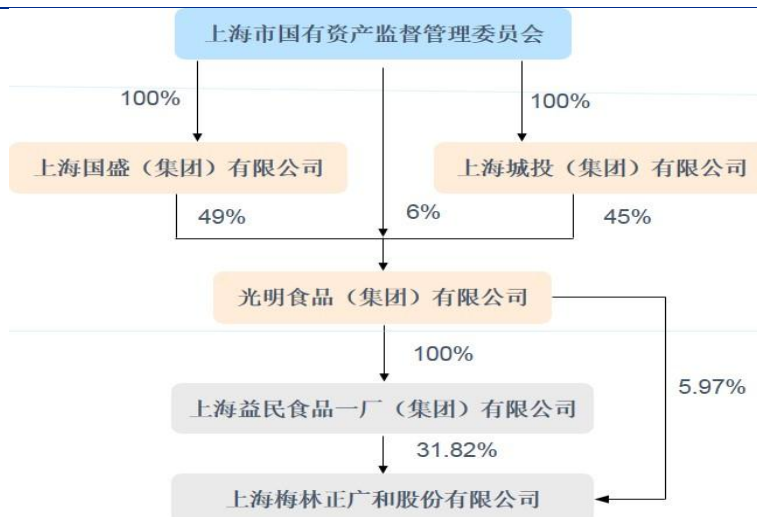 上海市国有资产监督管理委员会
100%
100%
上海国盛（集团）有限公司
上海城投（集团）有限公司
49%
6%
45%
光明食品（集团）有限公司
100%
5.97%
上海益民食品一厂（集团）有限公司
31.82%
上海梅林正广和股份有限公司